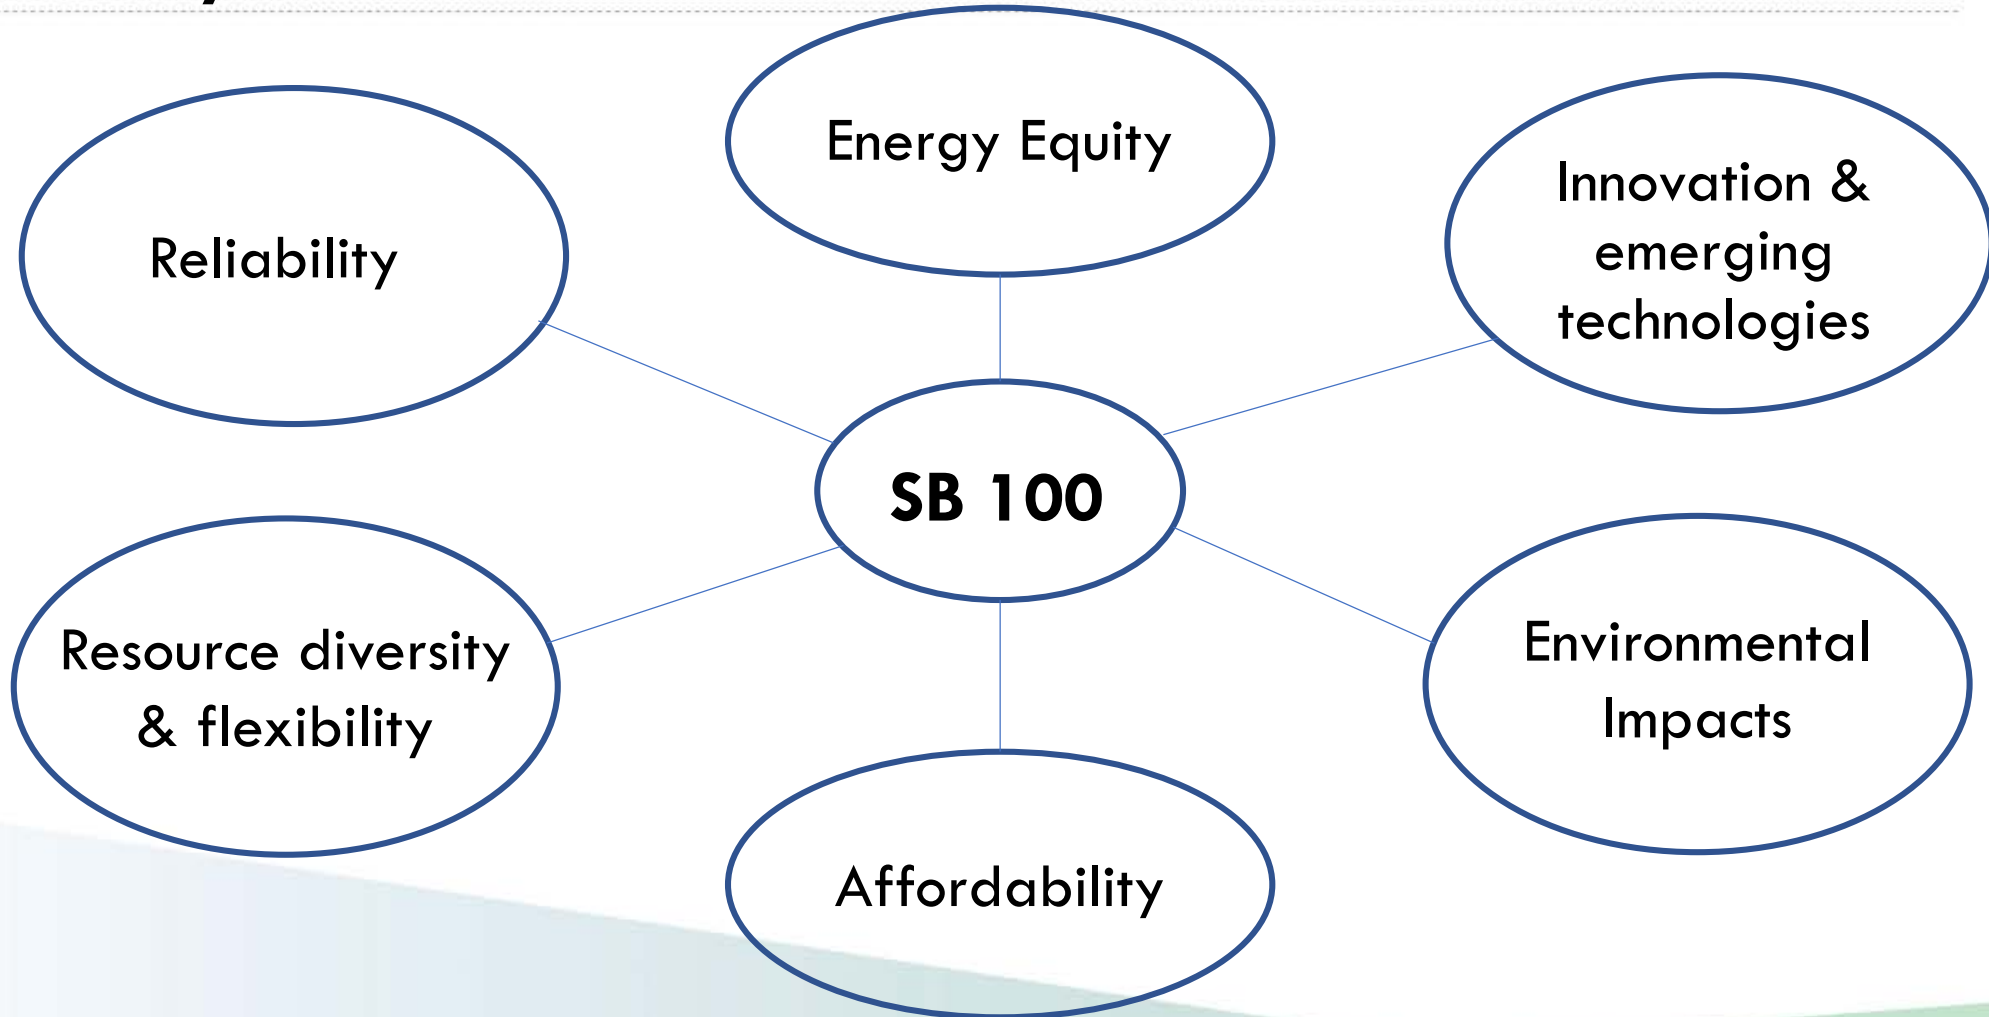 Energy Equity
Innovation &
emerging
technologies
Reliability
SB 100
Resource diversity
& flexibility
Environmental
Impacts
Affordability